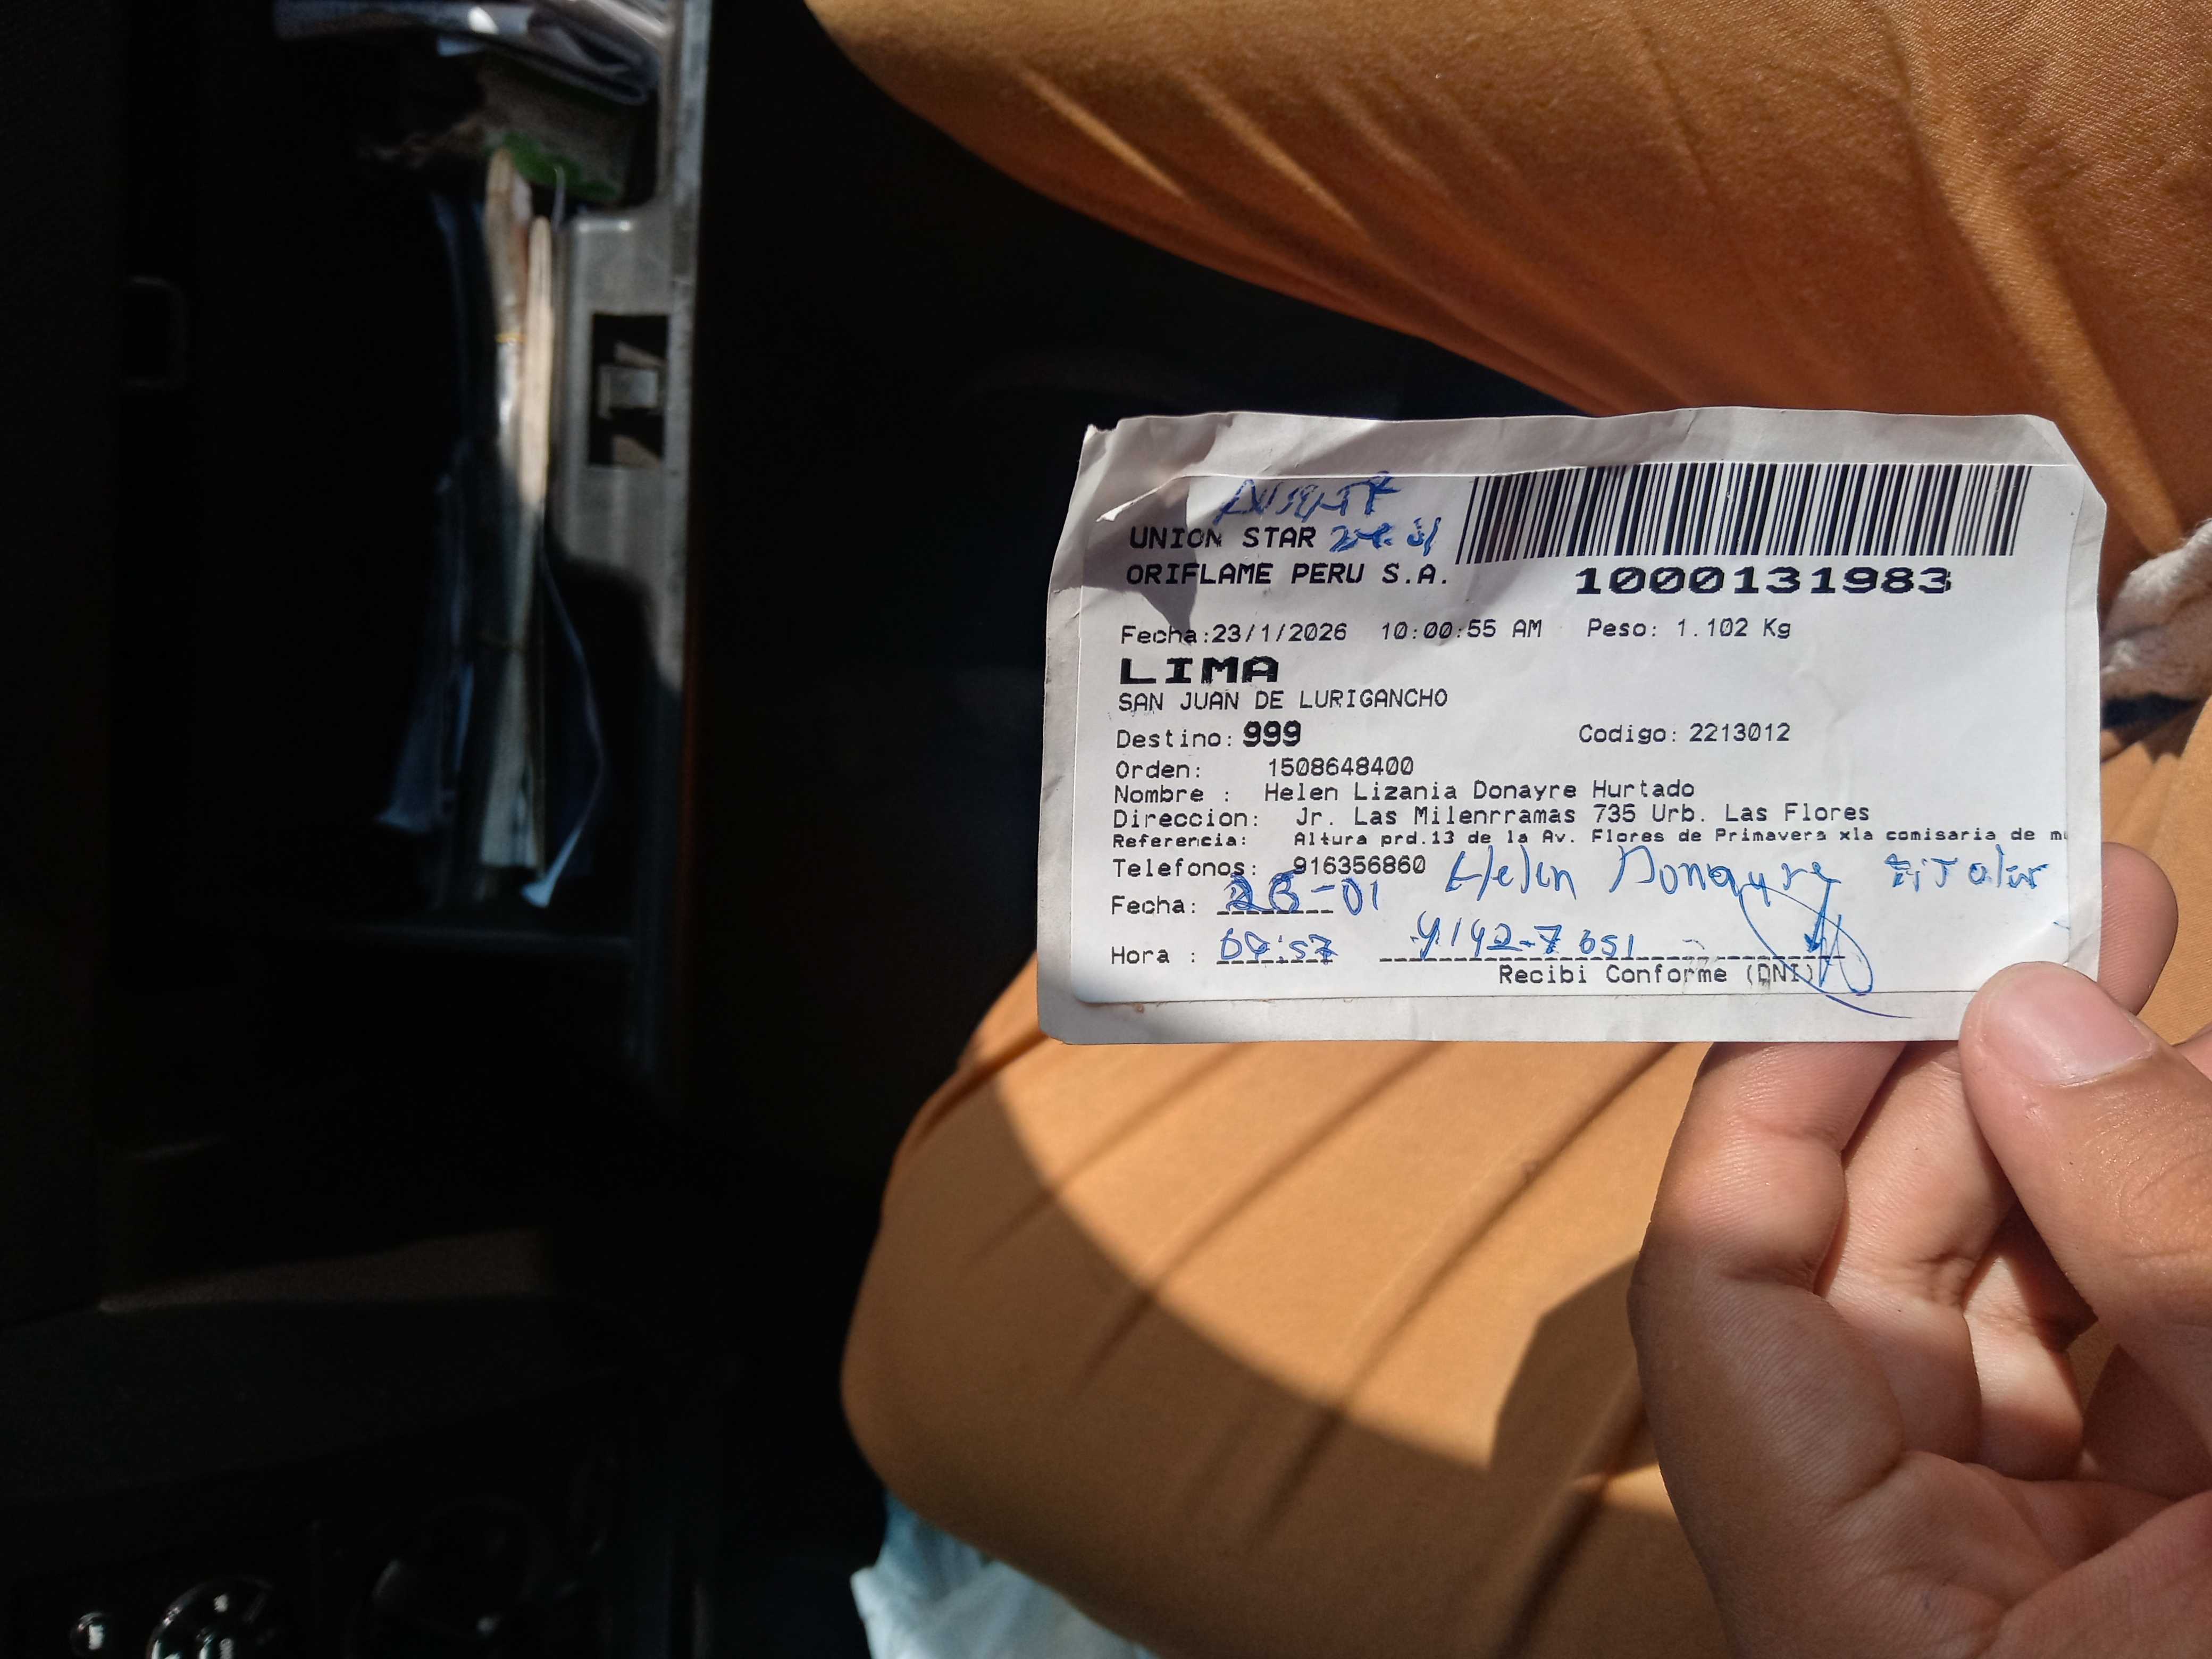 UNION STAR
ORIFLAME PERU S.A.
1000131983
Fecha:23/1/2026 10:00:55 AM Peso: 1.102 Kg
LIMA
SAN JUAN DE LURIGANCHO
Destino: 999 Codigo: 2213012
Orden: 1508648400
Nombre : Helen Lizania Donayre Hurtado
Direccion: Jr. Las Milenrramas 735 Urb. Las Flores
Referencia: Altura prd.13 de la Av. Flores de Primavera xla comisaria de
Telefonos: 916356860 Helen Donayre titular
Fecha: -01
Hora :
Recibi Conforme (DNI)